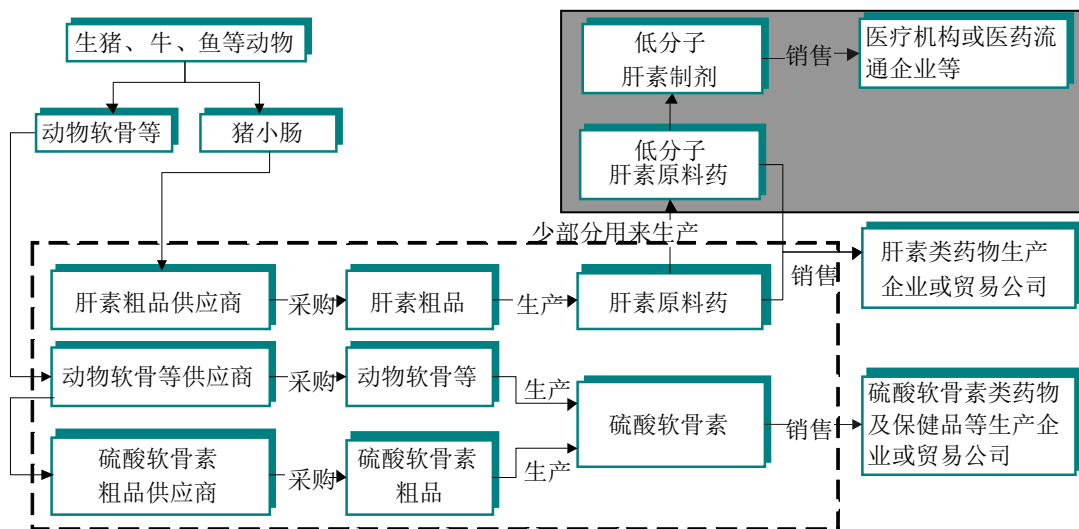 生猪、牛、鱼等动物
动物软骨等
猪小肠
低分子
肝素制剂
销售
医疗机构或医药流
通企业等
低分子
肝素原料药
少部分用来生产
肝素粗品供应商
采购
肝素粗品
生产
肝素原料药
销售
肝素类药物生产
企业或贸易公司
动物软骨等供应商
采购
动物软骨等
生产
硫酸软骨素
销售
硫酸软骨素类药物
及保健品等生产企
业或贸易公司
硫酸软骨素
粗品供应商
采购
硫酸软骨素
粗品
生产